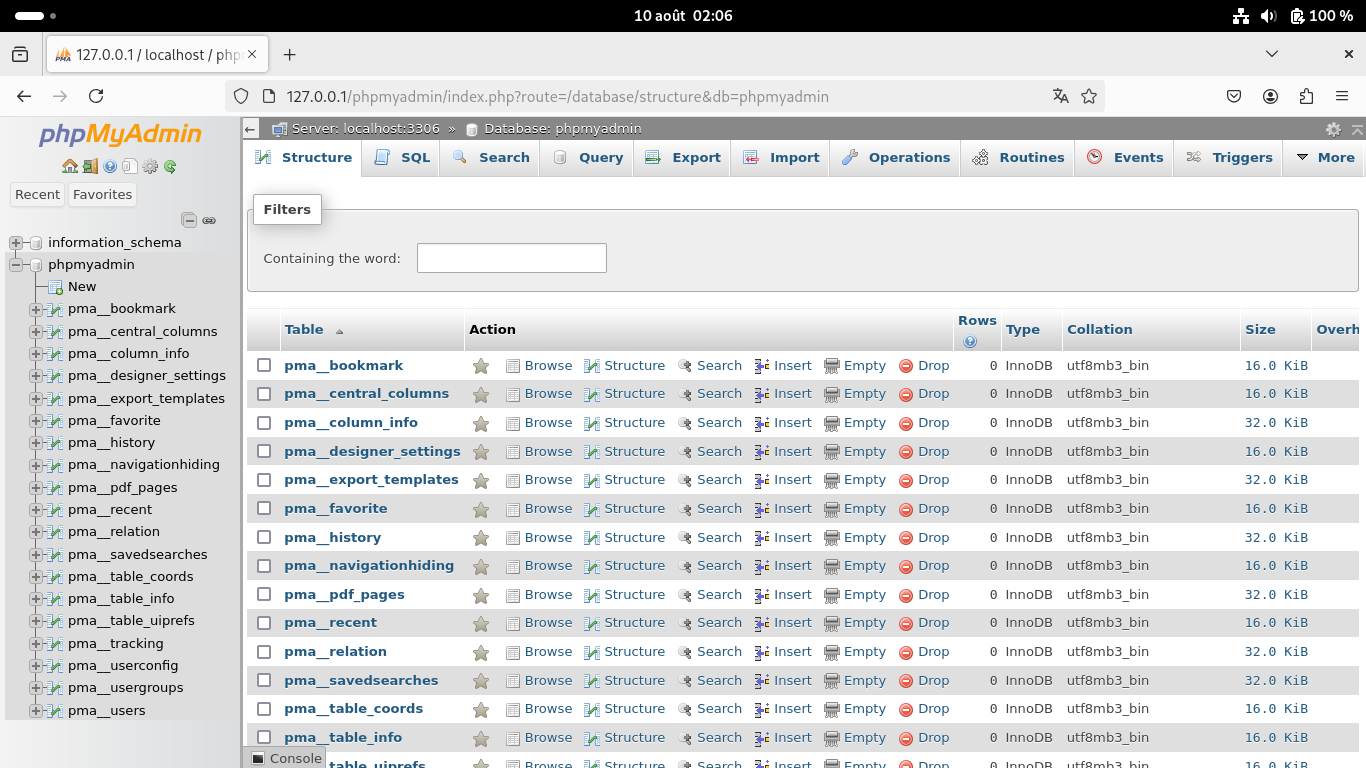 10 août 02:06
100 %
127.0.0.1 / localhost / php
127.0.0.1/phpmyadmin/index.php?route=/database/structure&db=phpmyadmin
phpMyAdmin
Recent Favorites
information_schema
phpmyadmin
New
pma__bookmark
pma__central_columns
pma__column_info
pma__designer_settings
pma__export_templates
pma__favorite
pma__history
pma__navigationhiding
pma__pdf_pages
pma__recent
pma__relation
pma__savedsearches
pma__table_coords
pma__table_info
pma__table_uiprefs
pma__tracking
pma__userconfig
pma__usergroups
pma__users
Server: localhost:3306 » Database: phpmyadmin
Structure SQL Search Query Export Import Operations Routines Events Triggers More
Filters
Containing the word:
Table Action Rows Type Collation Size Overh
pma__bookmark Browse Structure Search Insert Empty Drop 0 InnoDB utf8mb3_bin 16.0 KiB
pma__central_columns Browse Structure Search Insert Empty Drop 0 InnoDB utf8mb3_bin 16.0 KiB
pma__column_info Browse Structure Search Insert Empty Drop 0 InnoDB utf8mb3_bin 32.0 KiB
pma__designer_settings Browse Structure Search Insert Empty Drop 0 InnoDB utf8mb3_bin 16.0 KiB
pma__export_templates Browse Structure Search Insert Empty Drop 0 InnoDB utf8mb3_bin 32.0 KiB
pma__favorite Browse Structure Search Insert Empty Drop 0 InnoDB utf8mb3_bin 16.0 KiB
pma__history Browse Structure Search Insert Empty Drop 0 InnoDB utf8mb3_bin 32.0 KiB
pma__navigationhiding Browse Structure Search Insert Empty Drop 0 InnoDB utf8mb3_bin 16.0 KiB
pma__pdf_pages Browse Structure Search Insert Empty Drop 0 InnoDB utf8mb3_bin 32.0 KiB
pma__recent Browse Structure Search Insert Empty Drop 0 InnoDB utf8mb3_bin 16.0 KiB
pma__relation Browse Structure Search Insert Empty Drop 0 InnoDB utf8mb3_bin 32.0 KiB
pma__savedsearches Browse Structure Search Insert Empty Drop 0 InnoDB utf8mb3_bin 32.0 KiB
pma__table_coords Browse Structure Search Insert Empty Drop 0 InnoDB utf8mb3_bin 16.0 KiB
pma__table_info Browse Structure Search Insert Empty Drop 0 InnoDB utf8mb3_bin 16.0 KiB
table_uiprefs Browse Structure Search Insert Empty Drop 0 InnoDB utf8mb3_bin 16.0 KiB
Console